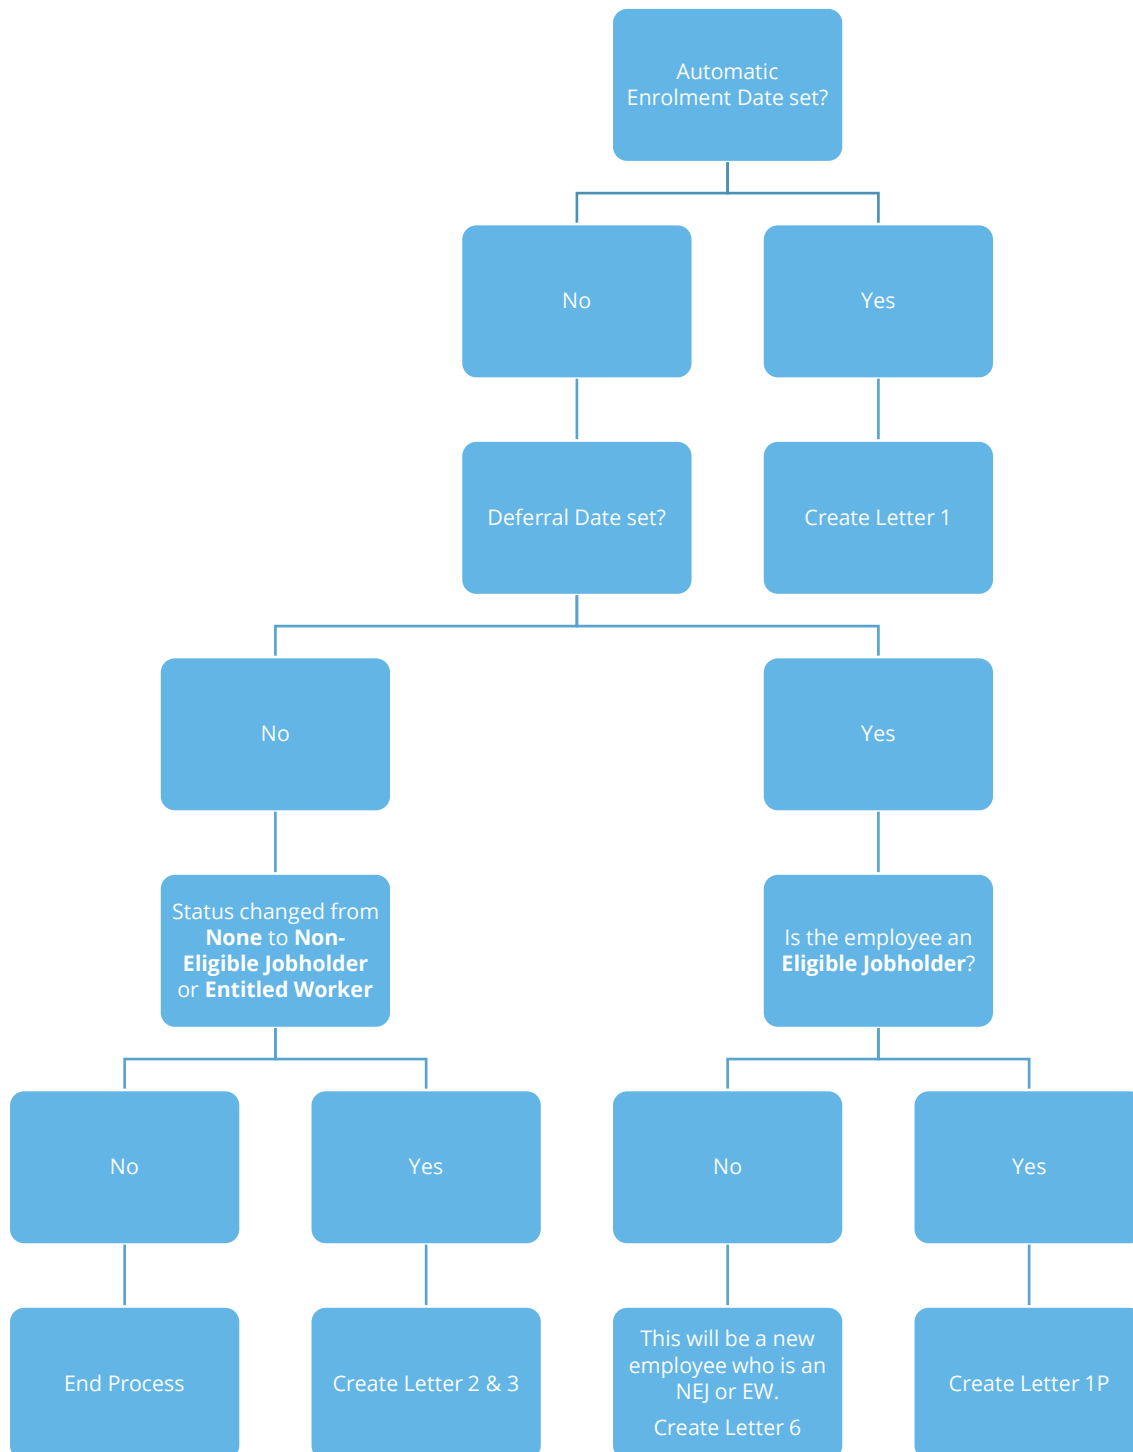 Automatic
Enrolment Date set?
No
Yes
Deferral Date set?
Create Letter 1
No
Yes
Status changed from
None to Non-
Eligible Jobholder
or Entitled Worker
Is the employee an
Eligible Jobholder?
No
Yes
No
Yes
End Process
Create Letter 2 & 3
This will be a new
employee who is an
NEJ or EW.
Create Letter 6
Create Letter 1P